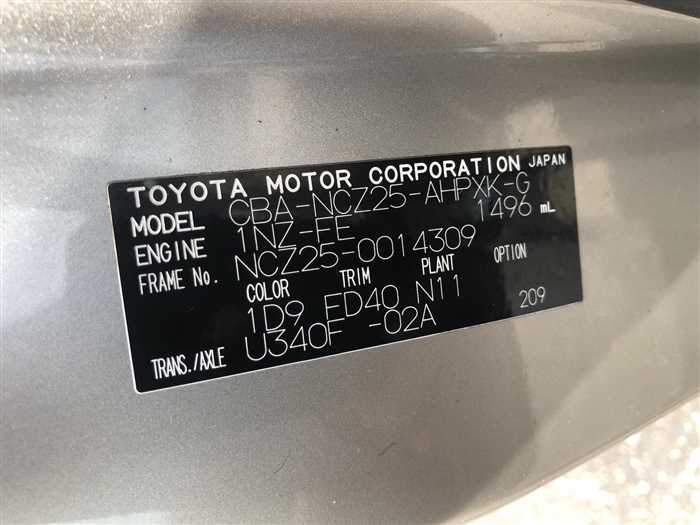 TOYOTA MOTOR CORPORATION JAPAN
MODEL CBA-NCZ25-AHPXK-G
ENGINE 1NZ-FE 1496 mL
FRAME No. NCZ25-0014309
COLOR TRIM PLANT OPTION
1D9 ED40 N11 209
TRANS./AXLE U340F -02A